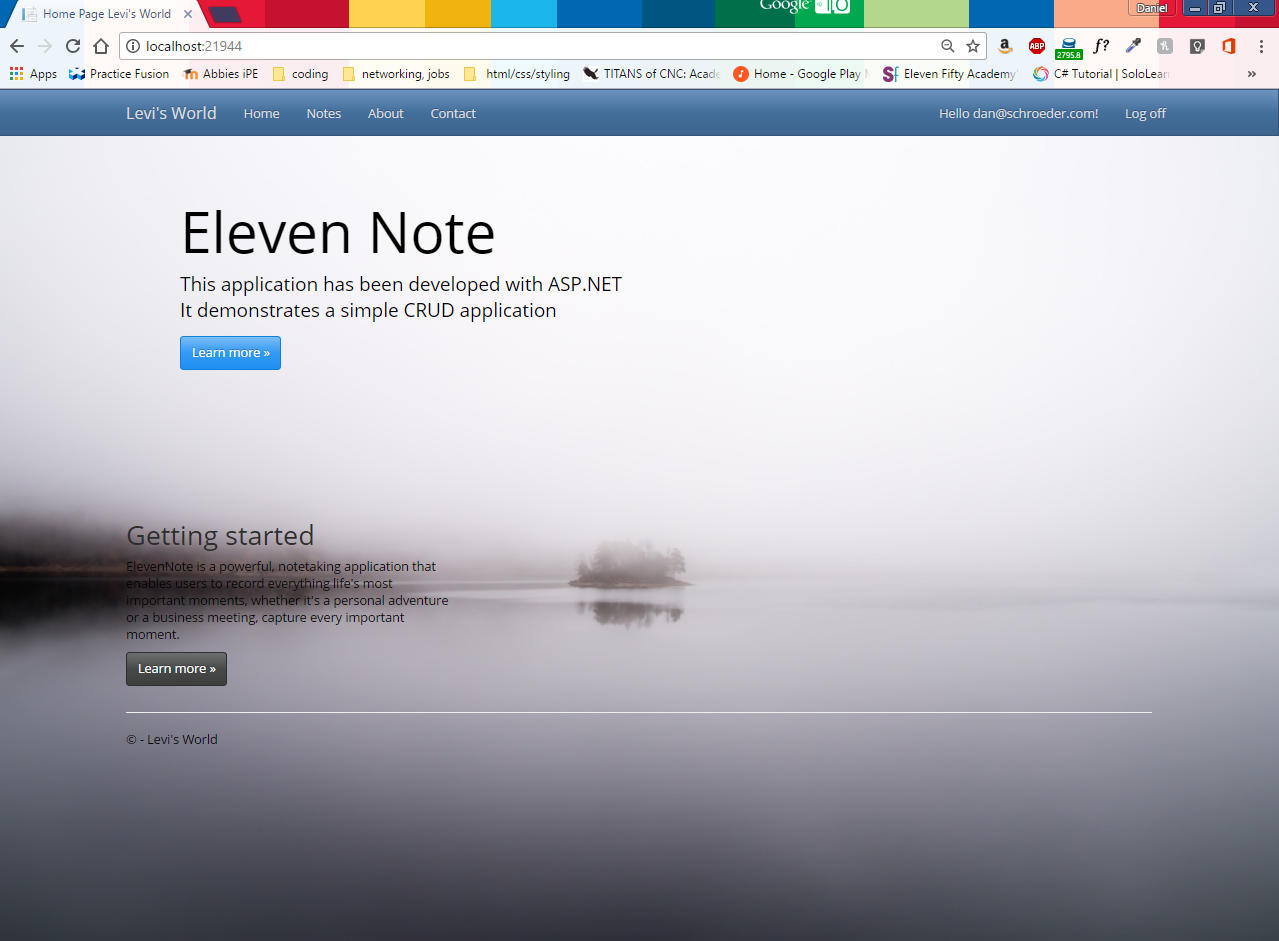 Google
Daniel
Home Page Levi's World
localhost:21944
ABP
2795.8
f?
Apps
Practice Fusion
Abbies iPE
coding
networking, jobs
html/css/styling
TITANS of CNC: Acade
Home - Google Play
Eleven Fifty Academy
C# Tutorial | SoloLear
»
Levi's World
Home
Notes
About
Contact
Hello dan@schroeder.com!
Log off
Eleven Note
This application has been developed with ASP.NET
It demonstrates a simple CRUD application
Learn more »
Getting started
ElevenNote is a powerful, notetaking application that
enables users to record everything life's most
important moments, whether it's a personal adventure
or a business meeting, capture every important
moment.
Learn more »
© - Levi's World